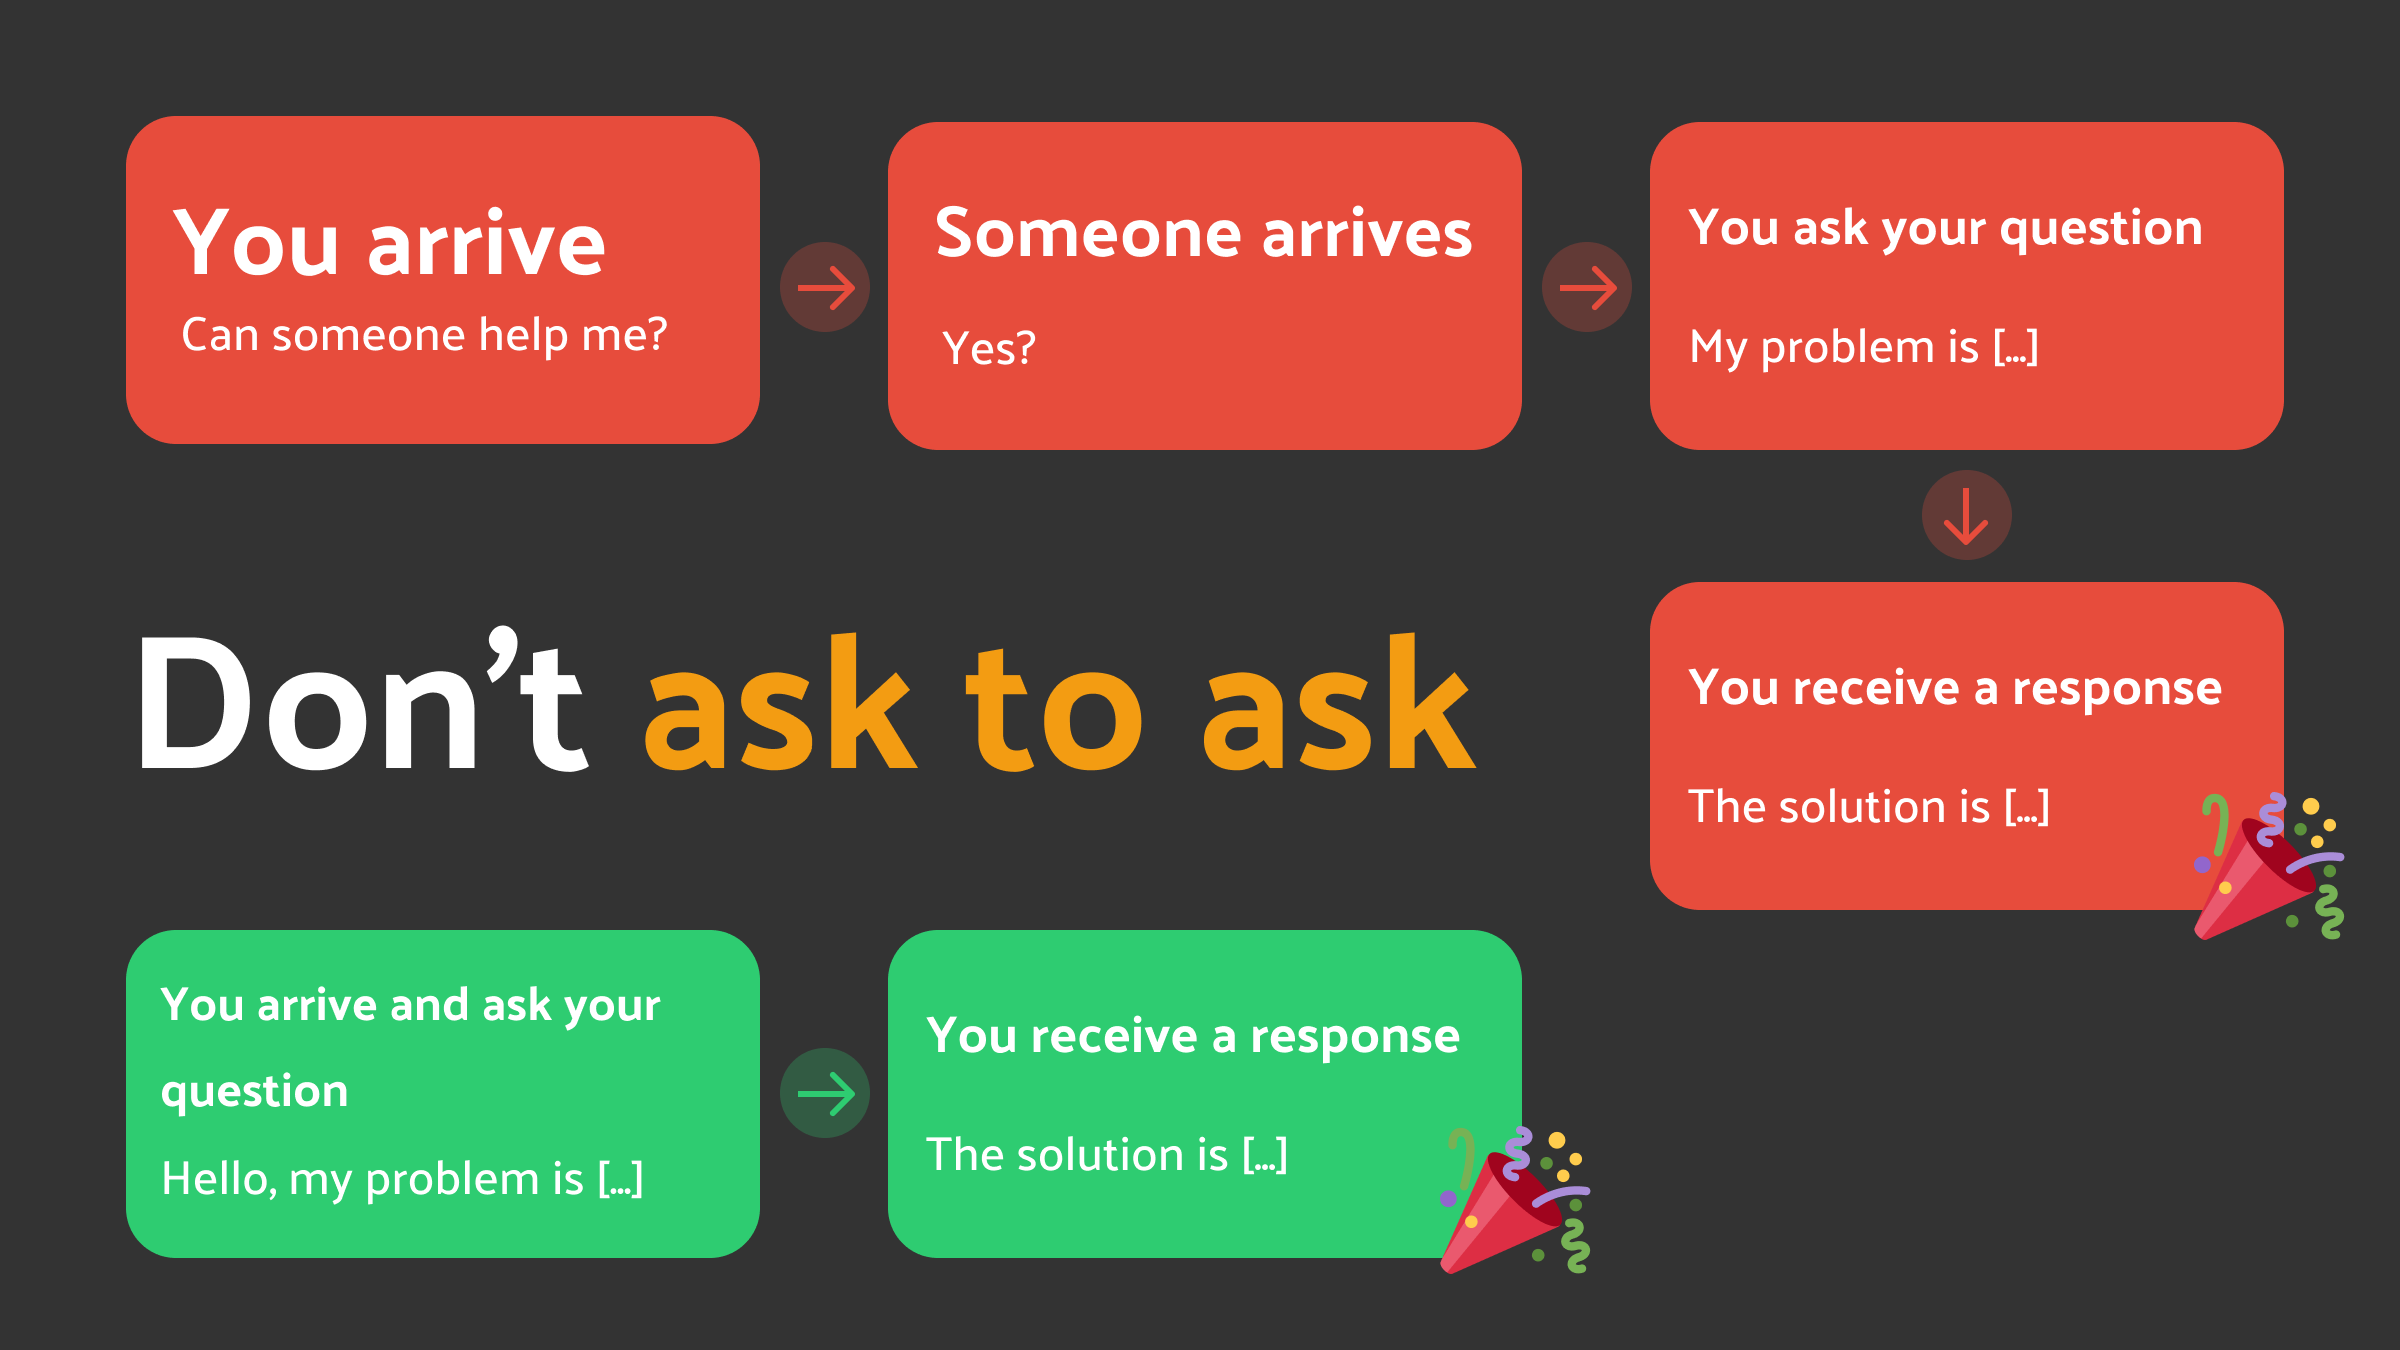 You arrive
Can someone help me?
Someone arrives
Yes?
You ask your question
My problem is [...]
You receive a response
The solution is [...]
Don’t ask to ask
You arrive and ask your
question
Hello, my problem is [...]
You receive a response
The solution is [...]